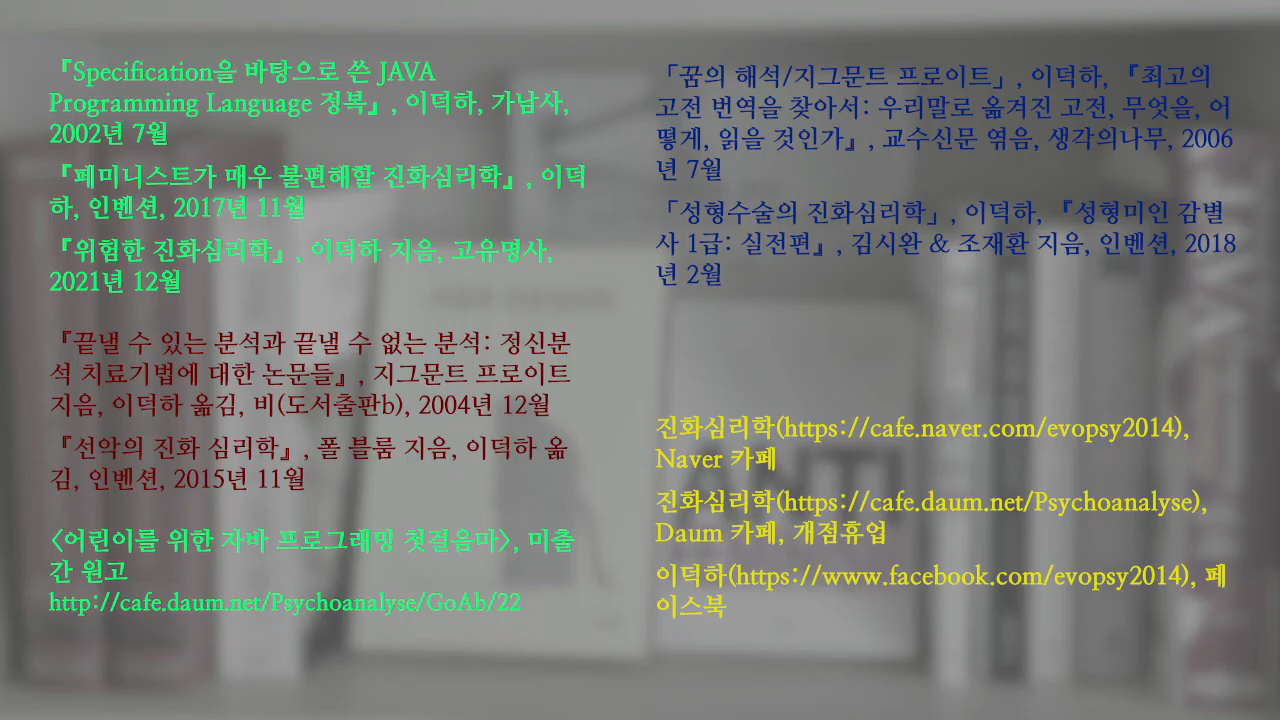 『Specification을 바탕으로 쓴 JAVA
Programming Language 정복』, 이덕하, 가남사,
2002년 7월
『페미니스트가 매우 불편해할 진화심리학』, 이덕
하, 인벤션, 2017년 11월
『위험한 진화심리학』, 이덕하 지음, 고유명사,
2021년 12월
『끝낼 수 있는 분석과 끝낼 수 없는 분석: 정신분
석 치료기법에 대한 논문들』, 지그문트 프로이트
지음, 이덕하 옮김, 비(도서출판b), 2004년 12월
『선악의 진화 심리학』, 폴 블룸 지음, 이덕하 옮
김, 인벤션, 2015년 11월
<어린이를 위한 자바 프로그래밍 첫걸음마>, 미출
간 원고
http://cafe.daum.net/Psychoanalyse/GoAb/22
「꿈의 해석/지그문트 프로이트」, 이덕하, 『최고의
고전 번역을 찾아서: 우리말로 옮겨진 고전, 무엇을, 어
떻게, 읽을 것인가』, 교수신문 엮음, 생각의나무, 2006
년 7월
「성형수술의 진화심리학」, 이덕하, 『성형미인 감별
사 1급: 실전편』, 김시완 & 조재환 지음, 인벤션, 2018
년 2월
진화심리학(https://cafe.naver.com/evopsy2014),
Naver 카페
진화심리학(https://cafe.daum.net/Psychoanalyse),
Daum 카페, 개점휴업
이덕하(https://www.facebook.com/evopsy2014), 페
이스북